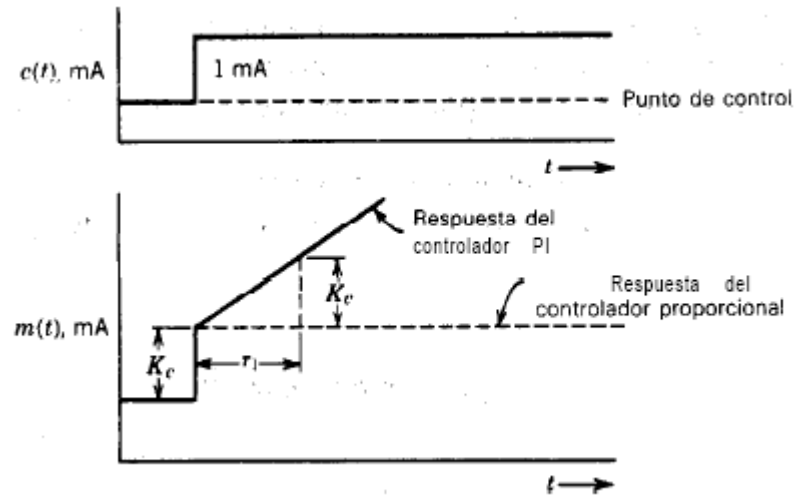 c(t), mA
1 mA
Punto de control
t
Respuesta del
controlador PI
Respuesta del
controlador proporcional
K_c
m(t), mA
K_c
τ_I
t